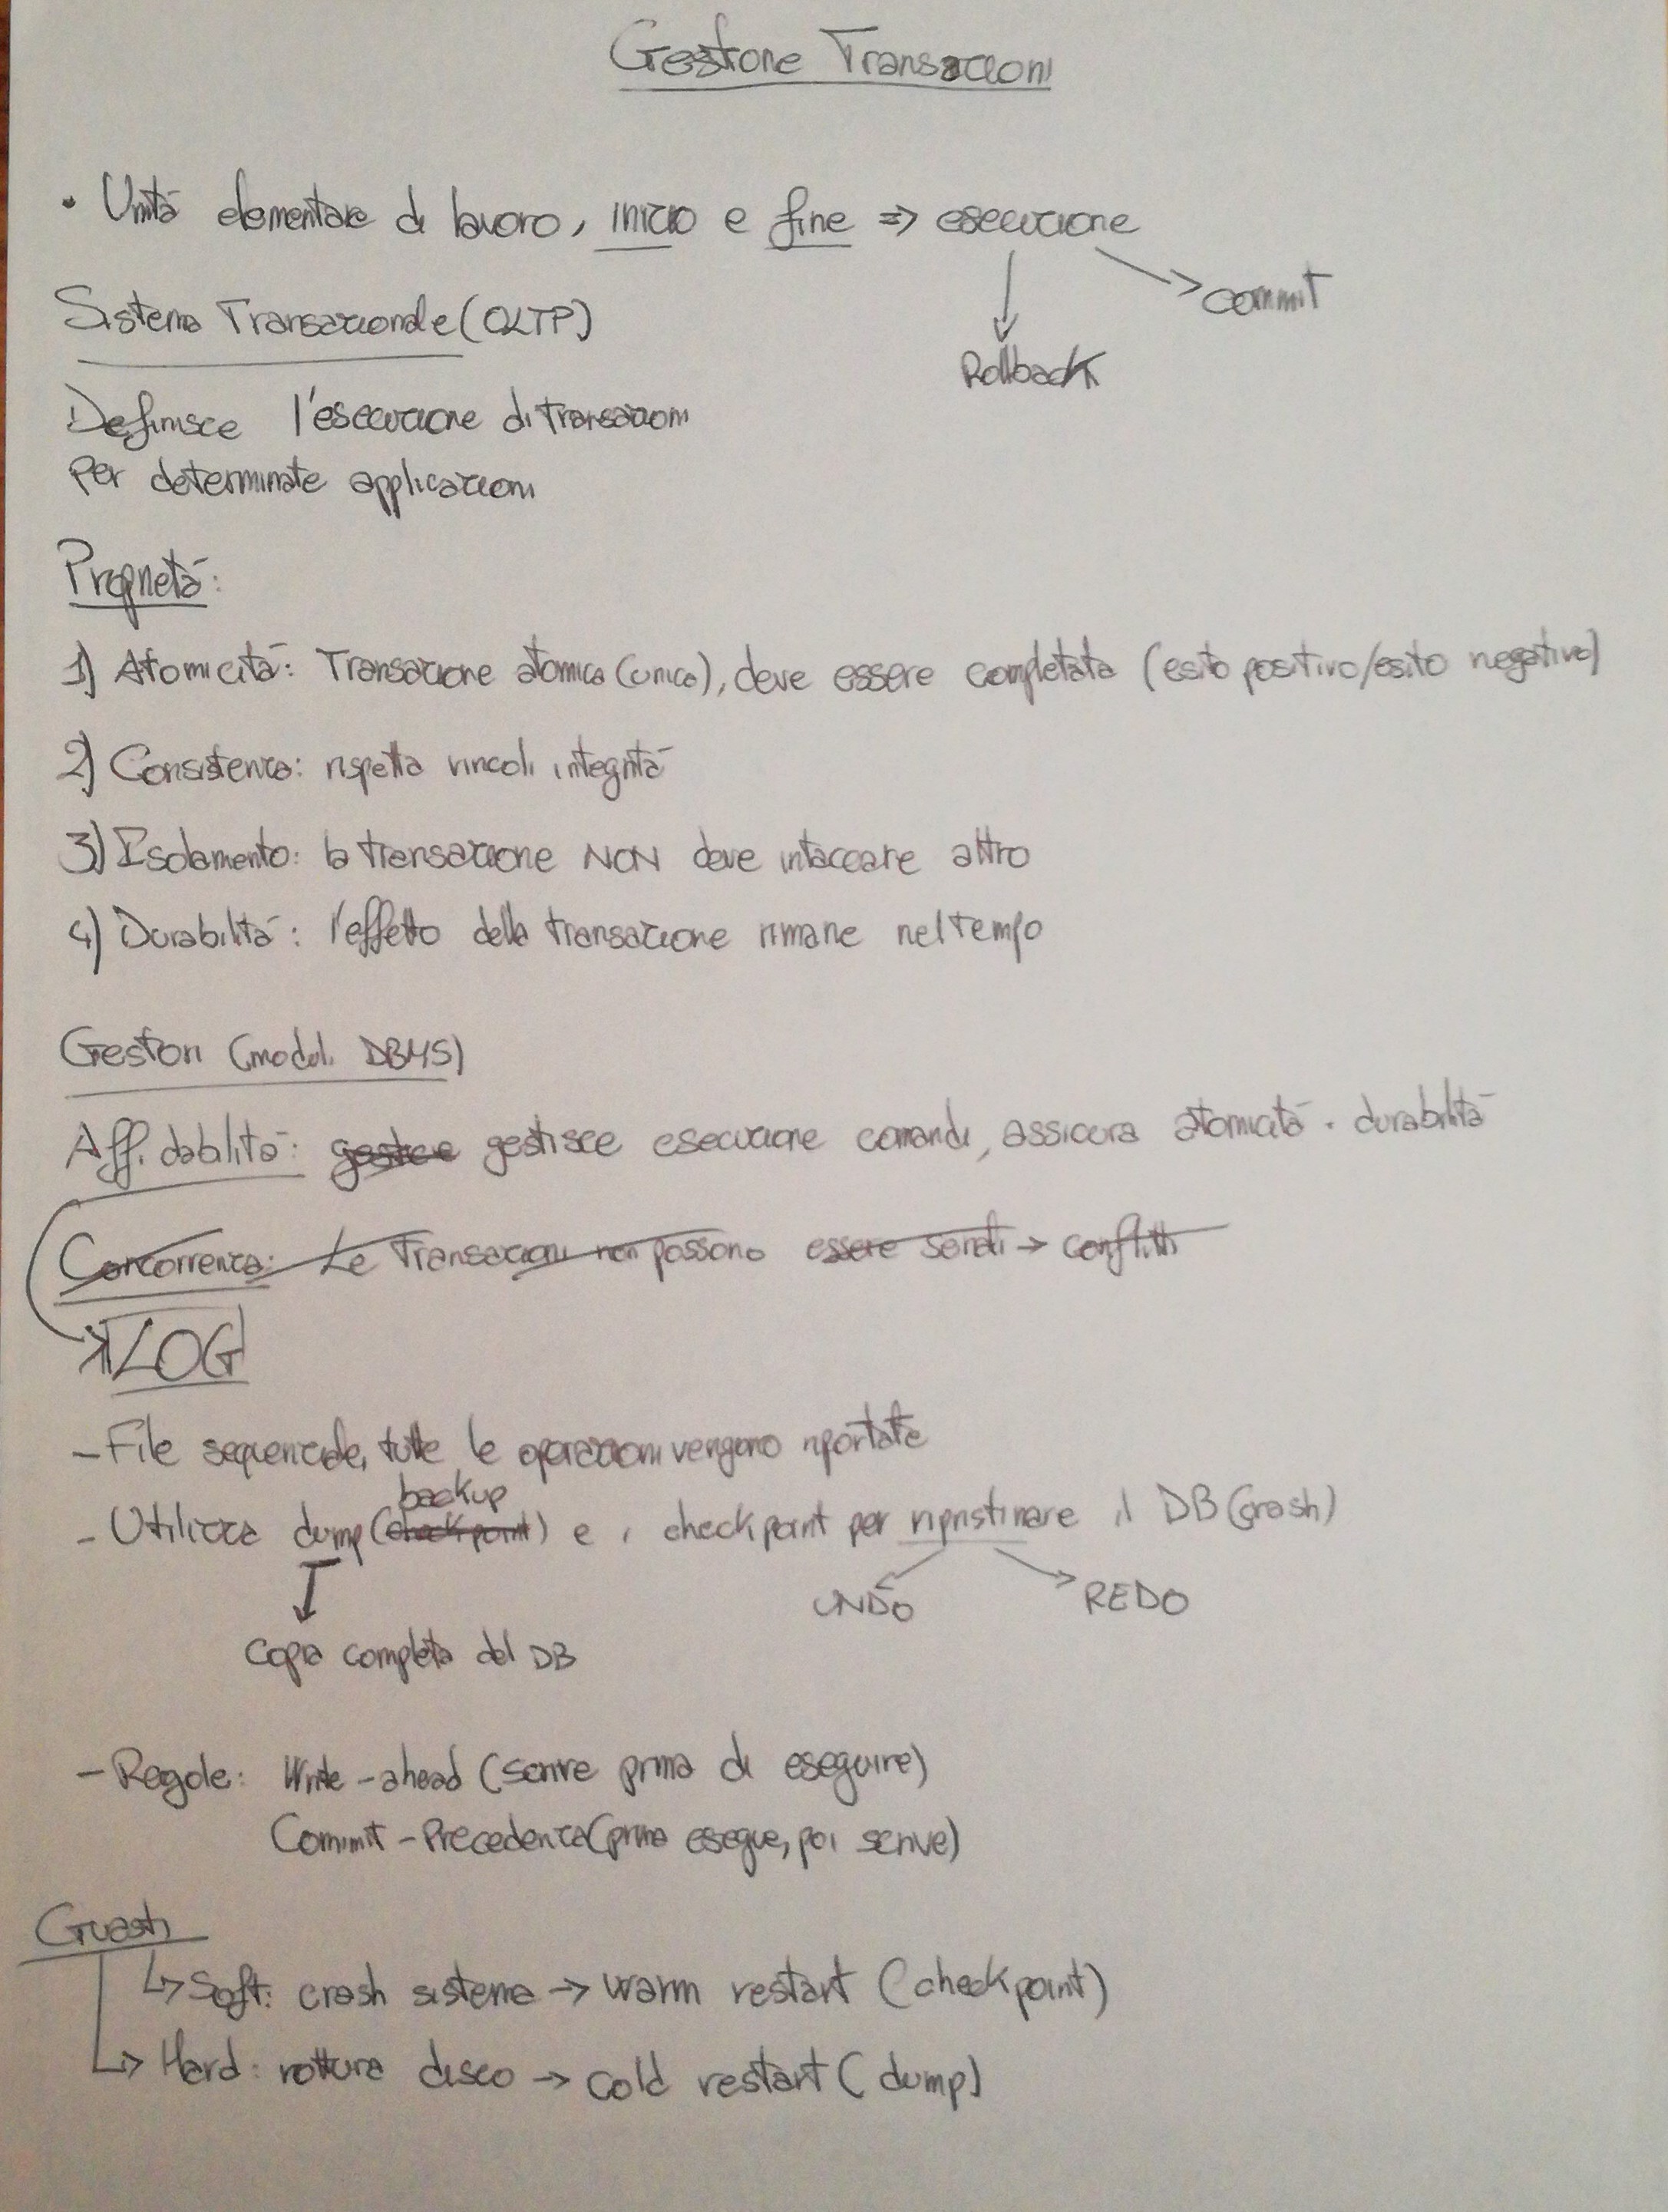 Gestione Transazioni
• Unità elementare di lavoro, inizio e fine => esecuzione
commit
Rollback
Sistema Transazionale (OLTP)
Definisce l'esecuzione di transazioni
per determinate applicazioni
Proprietà:
1) Atomicità: Transazione atomica (unica), deve essere completata (esito positivo/esito negativo)
2) Consistenza: rispetta vincoli integrità
3) Isolamento: la transazione NON deve intaccare altro
4) Durabilità: l'effetto della transazione rimane nel tempo
Gestori (moduli DBMS)
Affidabilità: gestisce esecuzione comandi, assicura atomicità • durabilità
Concorrenza: Le Transazioni non possono essere seriali → conflitti
LOG
- File sequenziale, tutte le operazioni vengono riportate
backup
- Utilizza dump (checkpoint) e i checkpoint per ripristinare il DB (crash)
UNDO REDO
Copia completa del DB
- Regole: Write-ahead (scrive prima di eseguire)
Commit-Precedenza (prima esegue, poi scrive)
Guasti
Soft: crash sistema → warm restart (checkpoint)
Hard: rottura disco → cold restart (dump)